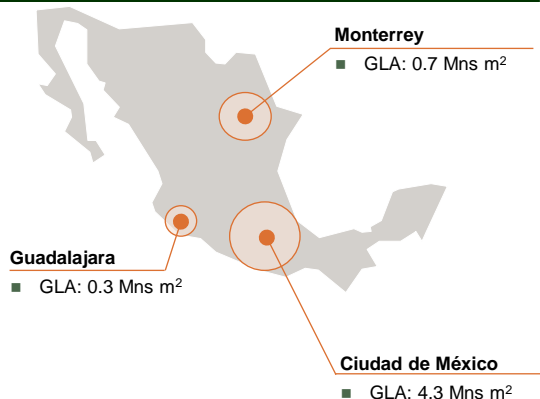 Monterrey
■ GLA: 0.7 Mns m²
Guadalajara
■ GLA: 0.3 Mns m²
Ciudad de México
■ GLA: 4.3 Mns m²